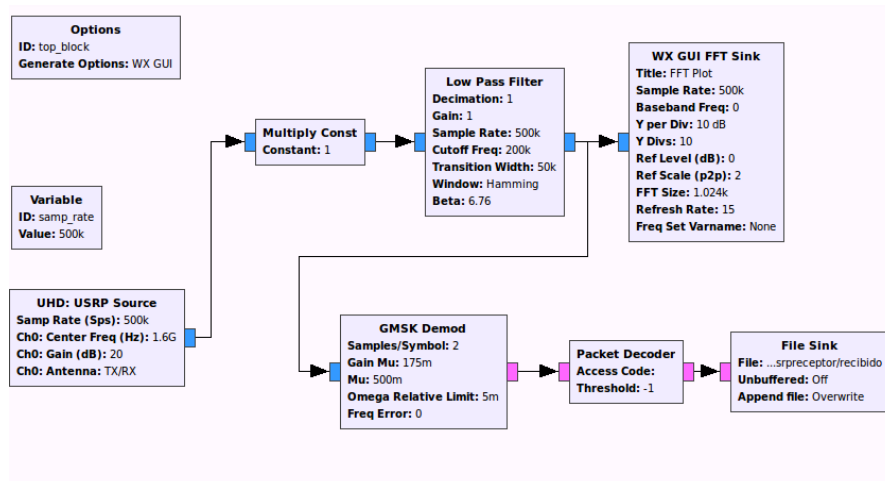 Options
ID: top_block
Generate Options: WX GUI
Variable
ID: samp_rate
Value: 500k
UHD: USRP Source
Samp Rate (Sps): 500k
Ch0: Center Freq (Hz): 1.6G
Ch0: Gain (dB): 20
Ch0: Antenna: TX/RX
Multiply Const
Constant: 1
Low Pass Filter
Decimation: 1
Gain: 1
Sample Rate: 500k
Cutoff Freq: 200k
Transition Width: 50k
Window: Hamming
Beta: 6.76
WX GUI FFT Sink
Title: FFT Plot
Sample Rate: 500k
Baseband Freq: 0
Y per Div: 10 dB
Y Divs: 10
Ref Level (dB): 0
Ref Scale (p2p): 2
FFT Size: 1.024k
Refresh Rate: 15
Freq Set Varname: None
GMSK Demod
Samples/Symbol: 2
Gain Mu: 175m
Mu: 500m
Omega Relative Limit: 5m
Freq Error: 0
Packet Decoder
Access Code:
Threshold: -1
File Sink
File: ...srpreceptor/recibido
Unbuffered: Off
Append file: Overwrite